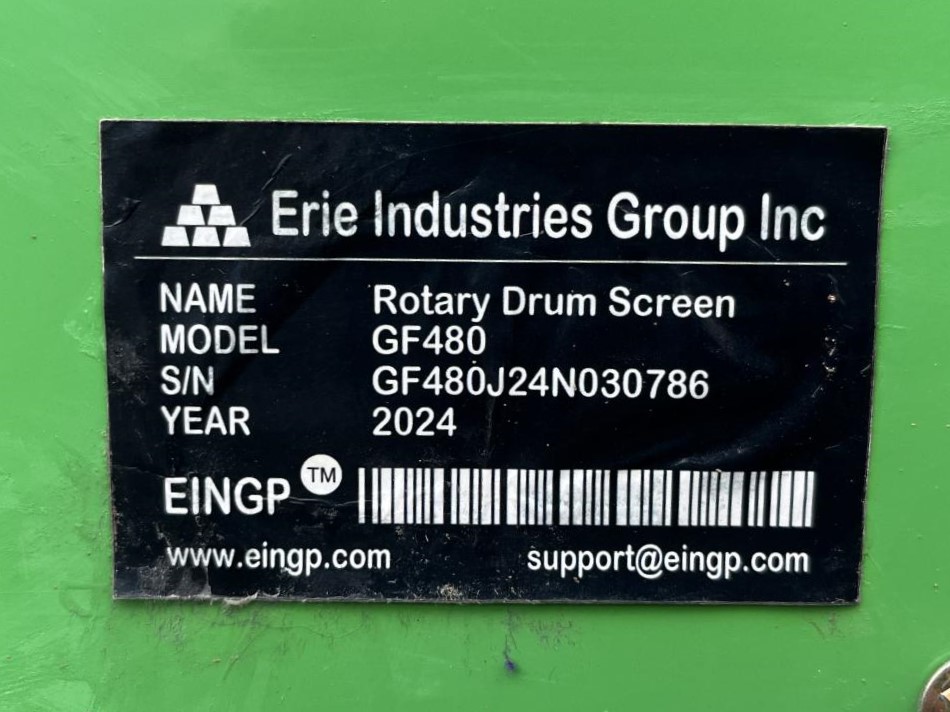 Erie Industries Group Inc
NAME Rotary Drum Screen
MODEL GF480
S/N GF480J24N030786
YEAR 2024
EINGP TM
www.eingp.com support@eingp.com